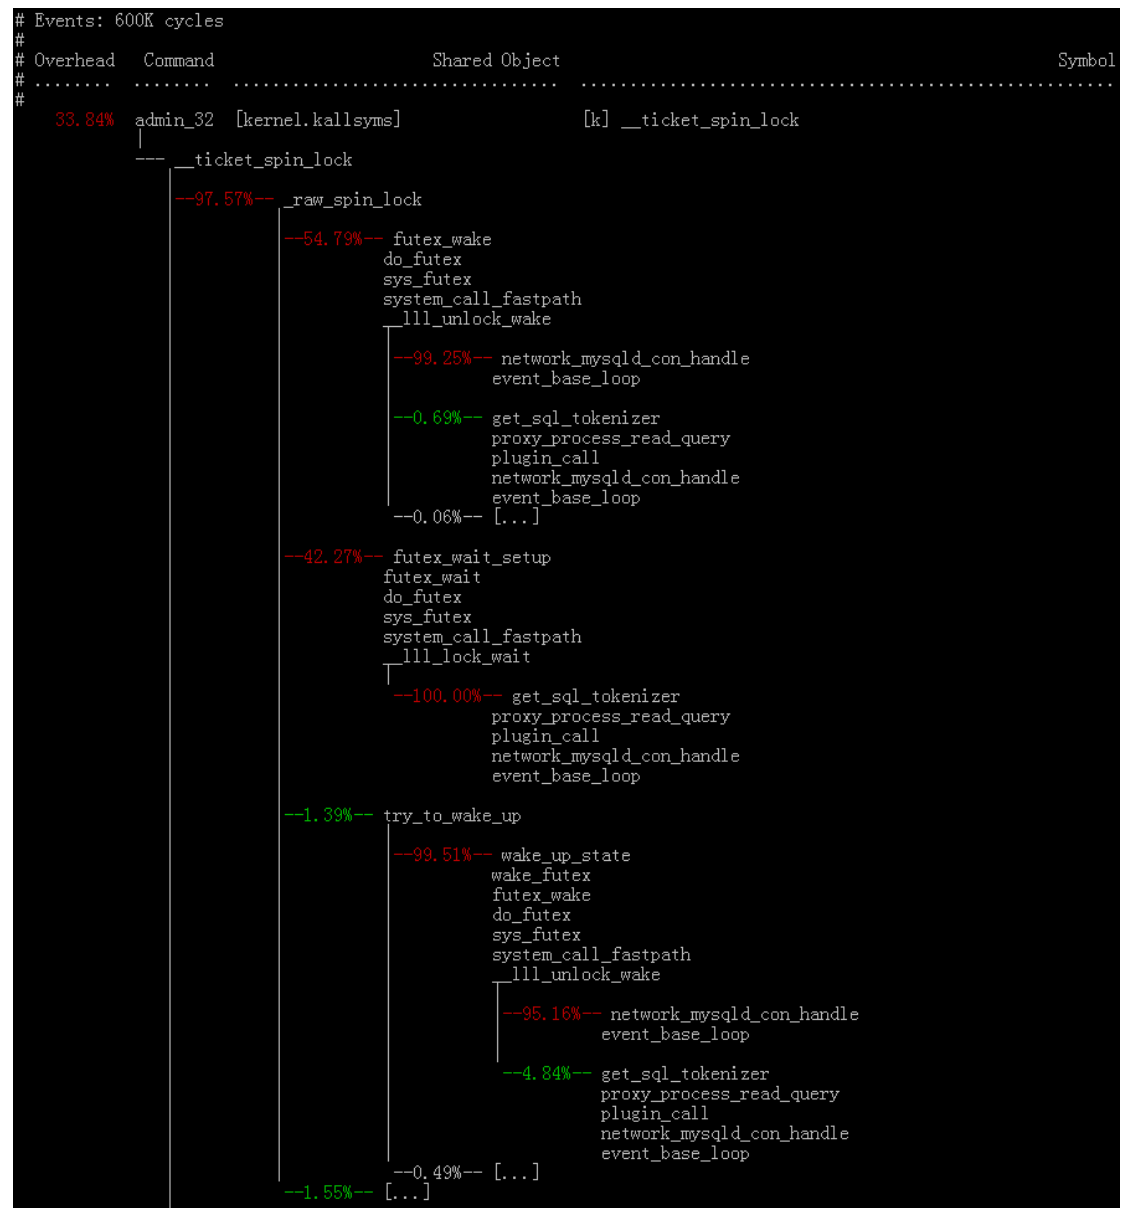 # Events: 600K cycles
#
# Overhead   Command                      Shared Object                                                   Symbol
# ........  ........  .................................  ......................................................
#
    33.84%  admin_32  [kernel.kallsyms]                   [k] __ticket_spin_lock
            |
            --- __ticket_spin_lock
               |
               |--97.57%-- _raw_spin_lock
               |          |
               |          |--54.79%-- futex_wake
               |          |          do_futex
               |          |          sys_futex
               |          |          system_call_fastpath
               |          |          __lll_unlock_wake
               |          |          |
               |          |          |--99.25%-- network_mysqld_con_handle
               |          |          |          event_base_loop
               |          |          |
               |          |          |--0.69%-- get_sql_tokenizer
               |          |          |          proxy_process_read_query
               |          |          |          plugin_call
               |          |          |          network_mysqld_con_handle
               |          |          |          event_base_loop
               |          |           --0.06%-- [...]
               |          |
               |          |--42.27%-- futex_wait_setup
               |          |          futex_wait
               |          |          do_futex
               |          |          sys_futex
               |          |          system_call_fastpath
               |          |          __lll_lock_wait
               |          |          |
               |          |           --100.00%-- get_sql_tokenizer
               |          |                     proxy_process_read_query
               |          |                     plugin_call
               |          |                     network_mysqld_con_handle
               |          |                     event_base_loop
               |          |
               |          |--1.39%-- try_to_wake_up
               |          |          |
               |          |          |--99.51%-- wake_up_state
               |          |          |          wake_futex
               |          |          |          futex_wake
               |          |          |          do_futex
               |          |          |          sys_futex
               |          |          |          system_call_fastpath
               |          |          |          __lll_unlock_wake
               |          |          |          |
               |          |          |          |--95.16%-- network_mysqld_con_handle
               |          |          |          |          event_base_loop
               |          |          |          |
               |          |          |           --4.84%-- get_sql_tokenizer
               |          |          |                     proxy_process_read_query
               |          |          |                     plugin_call
               |          |          |                     network_mysqld_con_handle
               |          |          |                     event_base_loop
               |          |           --0.49%-- [...]
               |           --1.55%-- [...]